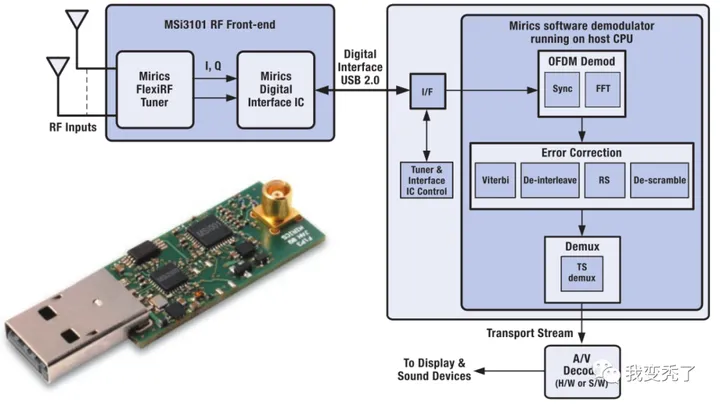 MSi3101 RF Front-end
Mirics
FlexiRF
Tuner
I, Q
Mirics
Digital
Interface IC
RF Inputs
Digital
Interface
USB 2.0
I/F
Tuner &
Interface
IC Control
Mirics software demodulator
running on host CPU
OFDM Demod
Sync
FFT
Error Correction
Viterbi
De-interleave
RS
De-scramble
Demux
TS
demux
Transport Stream
A/V
Decod
(H/W or S/W)
To Display &
Sound Devices
MSI3101
我变秃了